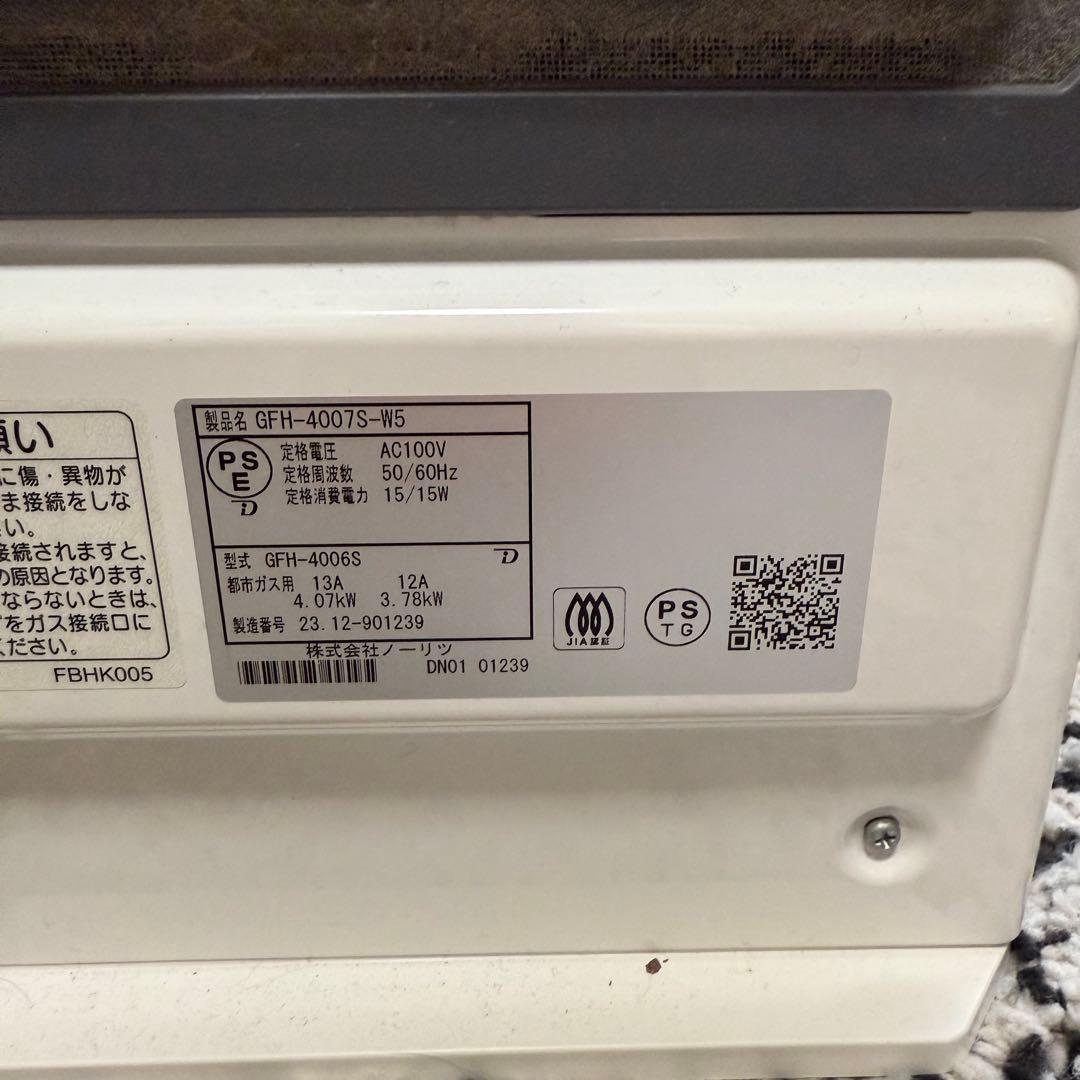 願い
に傷・異物が
ま接続をしな
い。
接続されますと、
の原因となります。
ならないときは、
をガス接続口に
ください。
FBHK005
製品名 GFH-4007S-W5
PS
E
定格電圧 AC100V
定格周波数 50/60Hz
定格消費電力 15/15W
型式 GFH-4006S
都市ガス用 13A 12A
4.07kW 3.78kW
製造番号 23.12-901239
株式会社ノーリツ
DN01 01239
JIA認証
PS
TG